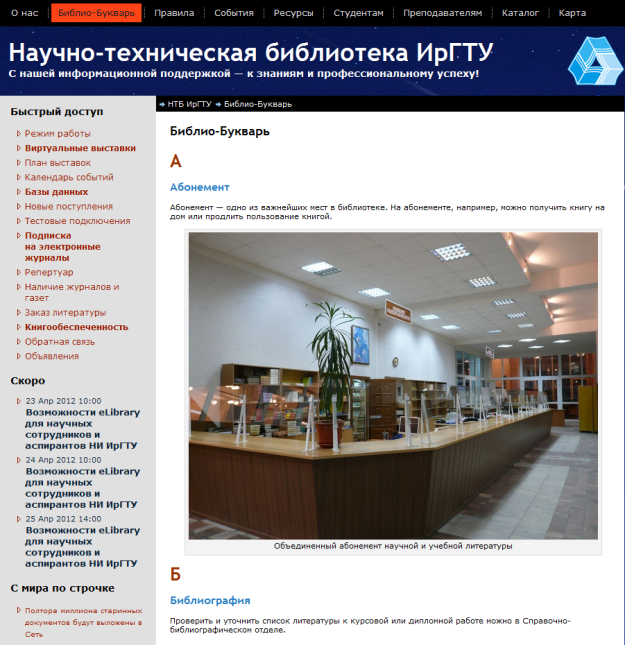 О нас
Библио-Букварь
Правила
События
Ресурсы
Студентам
Преподавателям
Каталог
Карта
Научно-техническая библиотека ИрГТУ
С нашей информационной поддержкой — к знаниям и профессиональному успеху!
Быстрый доступ
Режим работы
Виртуальные выставки
План выставок
Календарь событий
Базы данных
Новые поступления
Тестовые подключения
Подписка
на электронные
журналы
Репертуар
Наличие журналов и
газет
Заказ литературы
Книгообеспеченность
Обратная связь
Объявления
Скоро
23 Апр 2012 10:00
Возможности eLibrary
для научных
сотрудников и
аспирантов НИ ИрГТУ
24 Апр 2012 10:00
Возможности eLibrary
для научных
сотрудников и
аспирантов НИ ИрГТУ
25 Апр 2012 14:00
Возможности eLibrary
для научных
сотрудников и
аспирантов НИ ИрГТУ
С мира по строчке
Полтора миллиона старинных
документов будут выложены в
Сеть
НТБ ИрГТУ
Библио-Букварь
Библио-Букварь
А
Абонемент
Абонемент — одно из важнейших мест в библиотеке. На абонементе, например, можно получить книгу на
дом или продлить пользование книгой.
Объединенный абонемент научной и учебной литературы
Б
Библиография
Проверить и уточнить список литературы к курсовой или дипломной работе можно в Справочно-
библиографическом отделе.